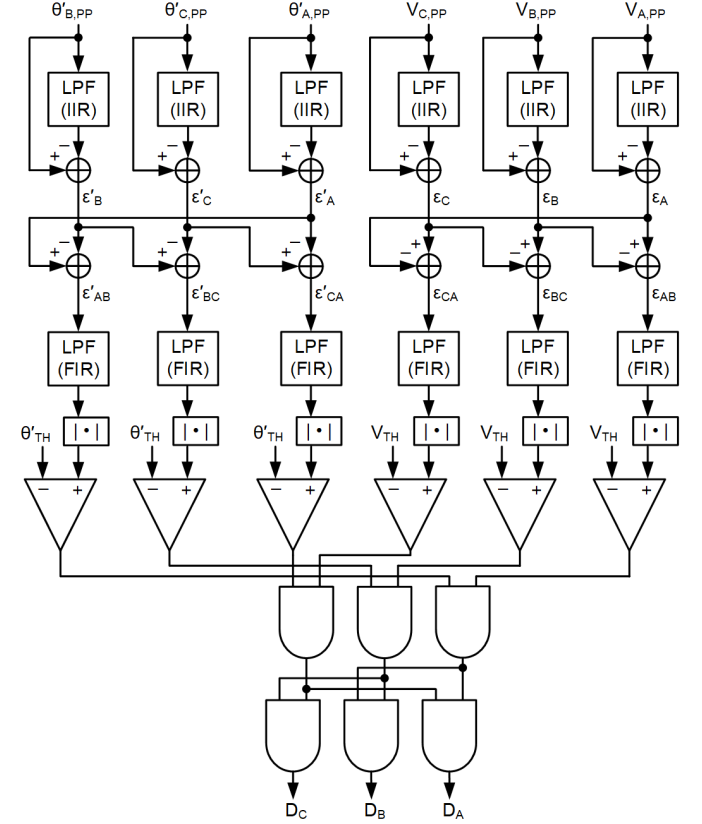 θ′B,PP θ′C,PP θ′A,PP VC,PP VB,PP VA,PP
LPF LPF LPF LPF LPF LPF
(IIR) (IIR) (IIR) (IIR) (IIR) (IIR)
− − − − − −
+ + + + + +
ε′B ε′C ε′A εC εB εA
− − − + + +
+ + + − − −
ε′AB ε′BC ε′CA εCA εBC εAB
LPF LPF LPF LPF LPF LPF
(FIR) (FIR) (FIR) (FIR) (FIR) (FIR)
θ′TH |•| θ′TH |•| θ′TH |•| VTH |•| VTH |•| VTH |•|
− + − + − + − + − + − +
DC DB DA